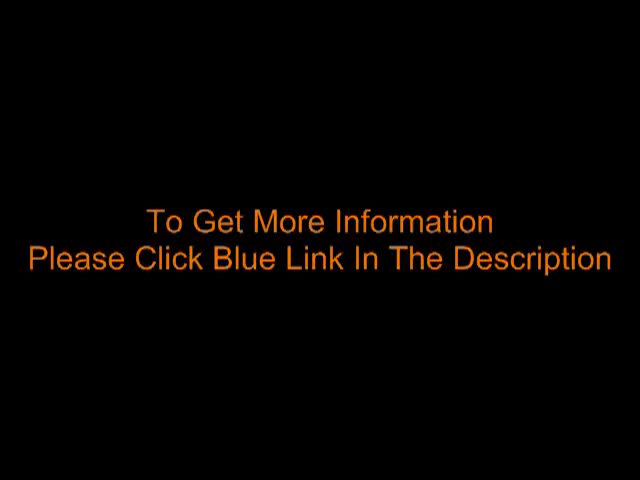 To Get More Information
Please Click Blue Link In The Description